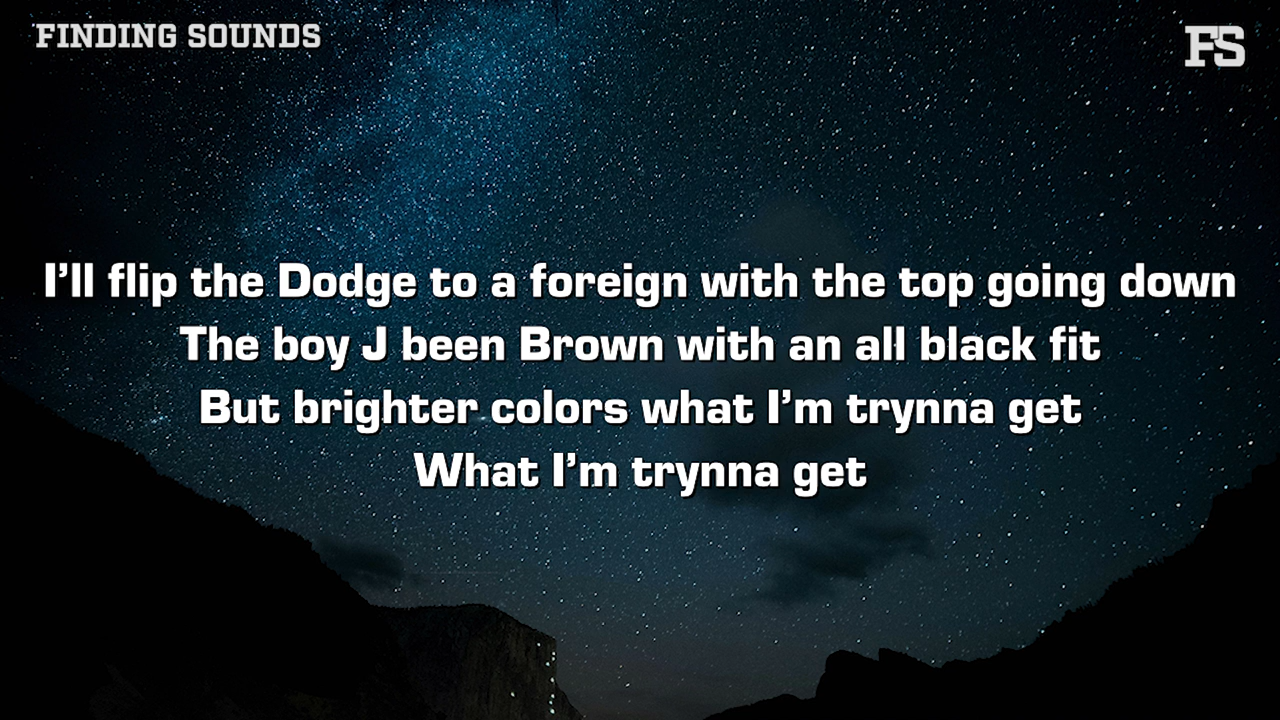 FINDING SOUNDS
FS
I’ll flip the Dodge to a foreign with the top going down
The boy J been Brown with an all black fit
But brighter colors what I’m trynna get
What I’m trynna get